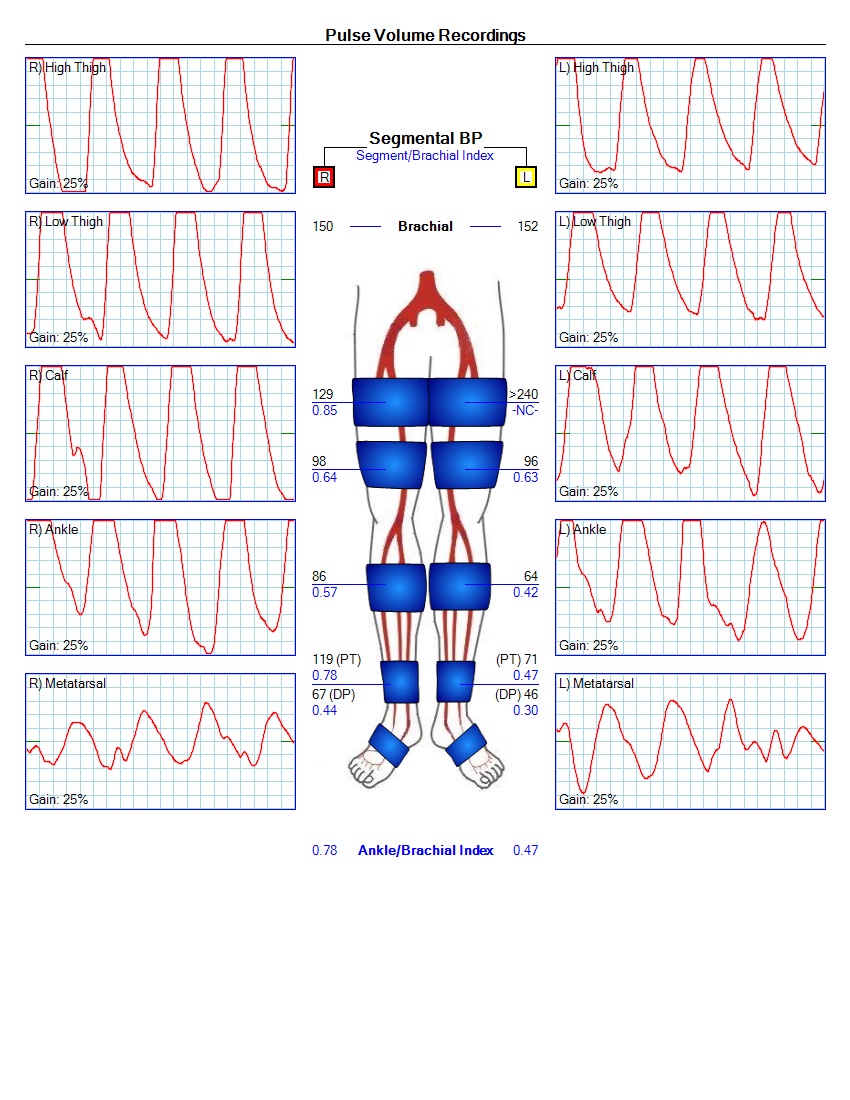 Pulse Volume Recordings
R) High Thigh
Gain: 25%
L) High Thigh
Gain: 25%
Segmental BP
Segment/Brachial Index
R
L
150 Brachial 152
R) Low Thigh
Gain: 25%
L) Low Thigh
Gain: 25%
129 >240
0.85 -NC-
R) Calf
Gain: 25%
L) Calf
Gain: 25%
98 96
0.64 0.63
R) Ankle
Gain: 25%
L) Ankle
Gain: 25%
86 64
0.57 0.42
119 (PT) (PT) 71
0.78 0.47
67 (DP) (DP) 46
0.44 0.30
R) Metatarsal
Gain: 25%
L) Metatarsal
Gain: 25%
0.78 Ankle/Brachial Index 0.47